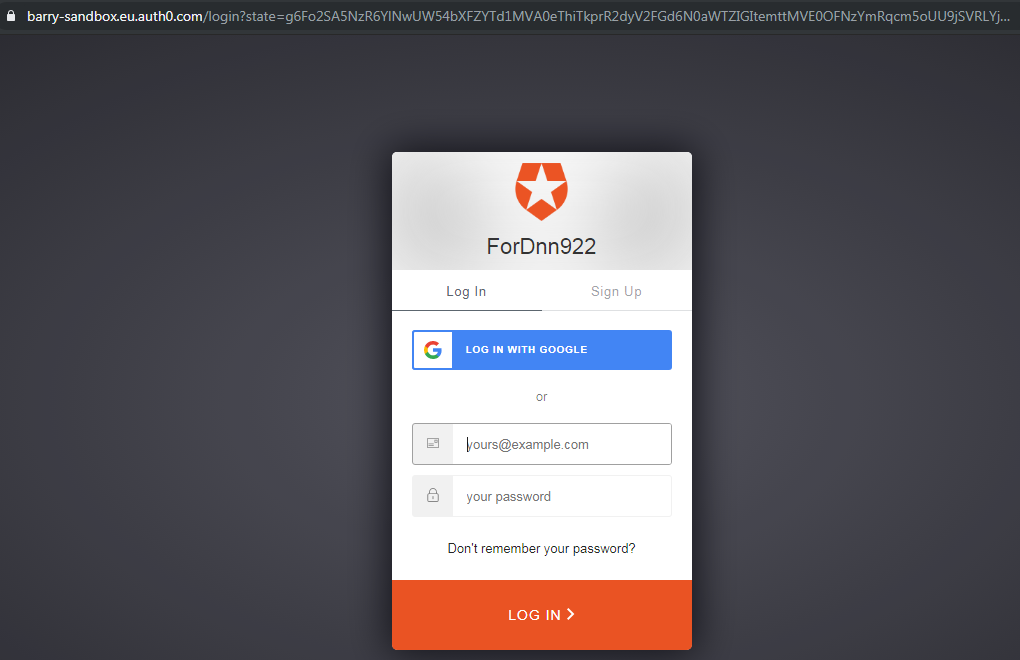 barry-sandbox.eu.auth0.com/login?state=g6Fo2SA5NzR6YlNwUW54bXFZYTd1MVA0eThiTkprR2dyV2FGd6N0aWTZIGItemttMVE0OFNzYmRqcm5oUU9jSVRLYj...
ForDnn922
Log In Sign Up
LOG IN WITH GOOGLE
or
yours@example.com
your password
Don't remember your password?
LOG IN